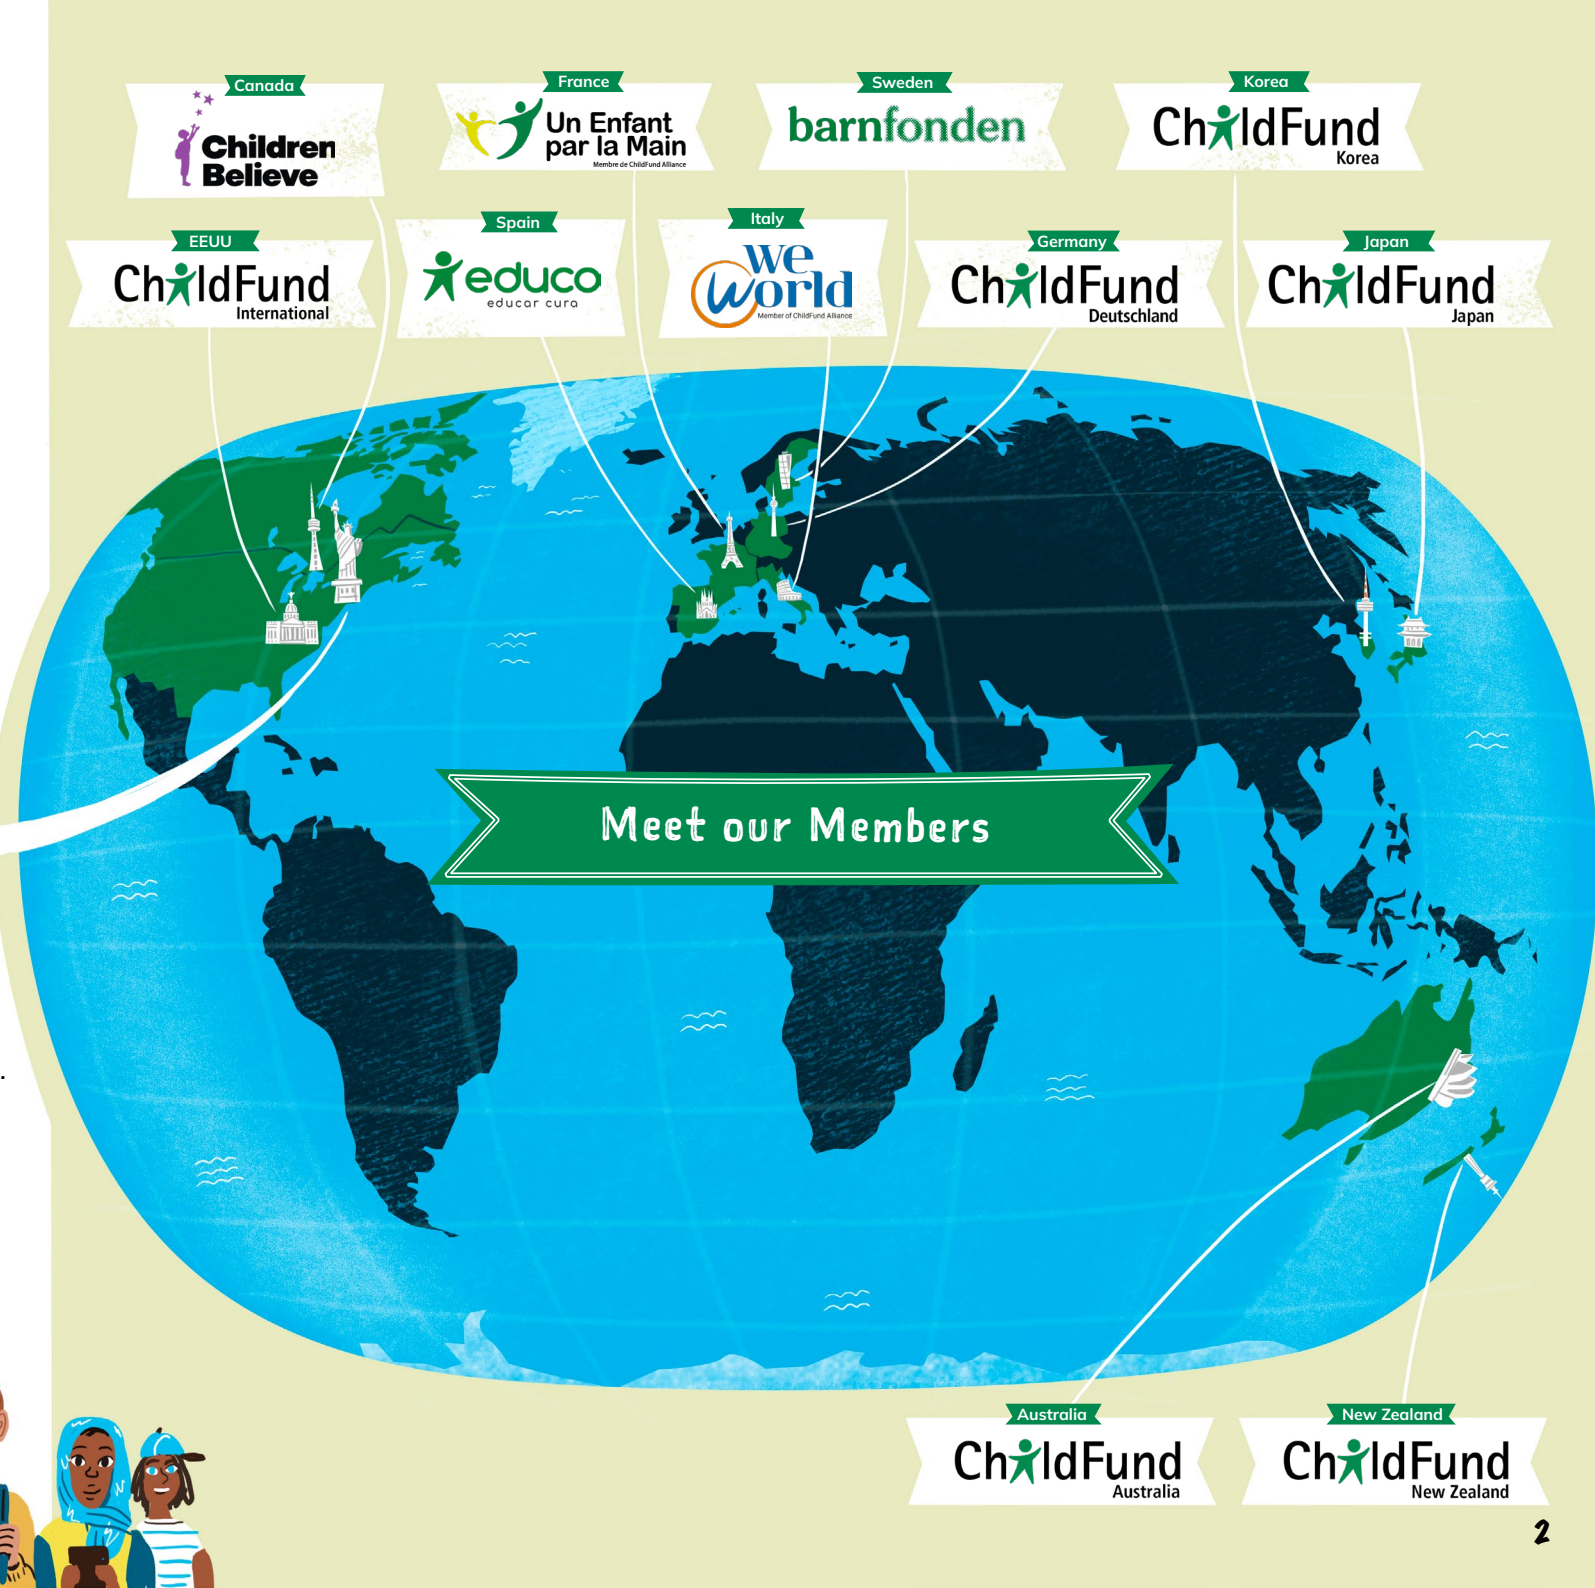 Canada
Children
Believe
France
Un Enfant
par la Main
Membre de ChildFund Alliance
Sweden
barnfonden
Korea
ChildFund
Korea
EEUU
ChildFund
International
Spain
educo
educar cura
Italy
we
World
Member of ChildFund Alliance
Germany
ChildFund
Deutschland
Japan
ChildFund
Japan
Meet our Members
.
Australia
ChildFund
Australia
New Zealand
ChildFund
New Zealand
2